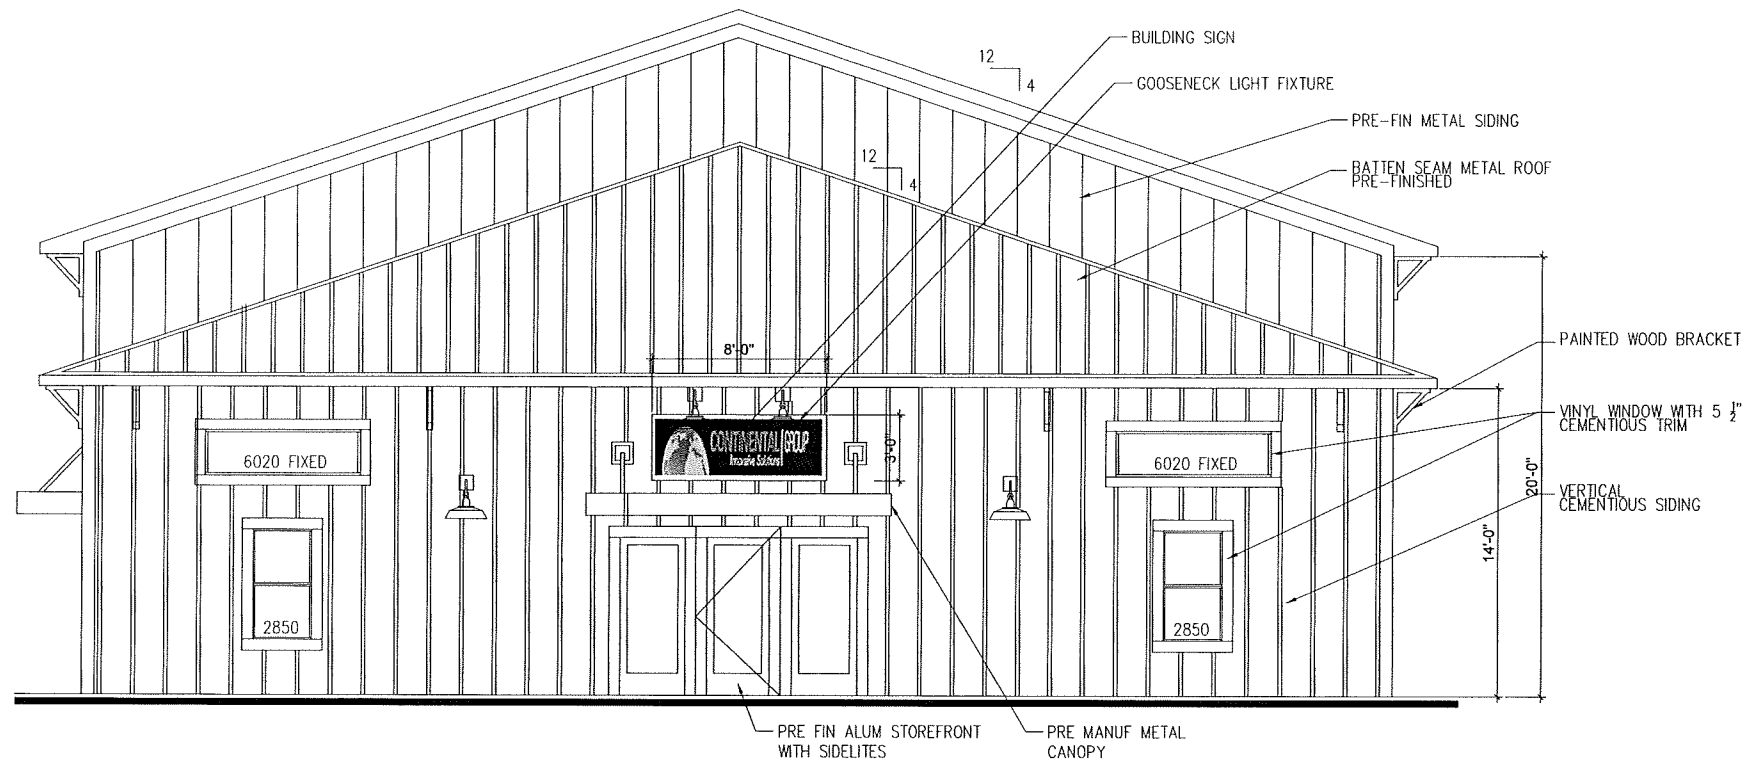 BUILDING SIGN
12
4
GOOSENECK LIGHT FIXTURE
PRE-FIN METAL SIDING
12
4
BATTEN SEAM METAL ROOF
PRE-FINISHED
PAINTED WOOD BRACKET
8'-0"
VINYL WINDOW WITH 5 ½"
CEMENTIOUS TRIM
CONTINENTAL GROUP
3'-0"
6020 FIXED
6020 FIXED
20'-0"
VERTICAL
CEMENTIOUS SIDING
14'-0"
2850
2850
PRE FIN ALUM STOREFRONT
WITH SIDELITES
PRE MANUF METAL
CANOPY